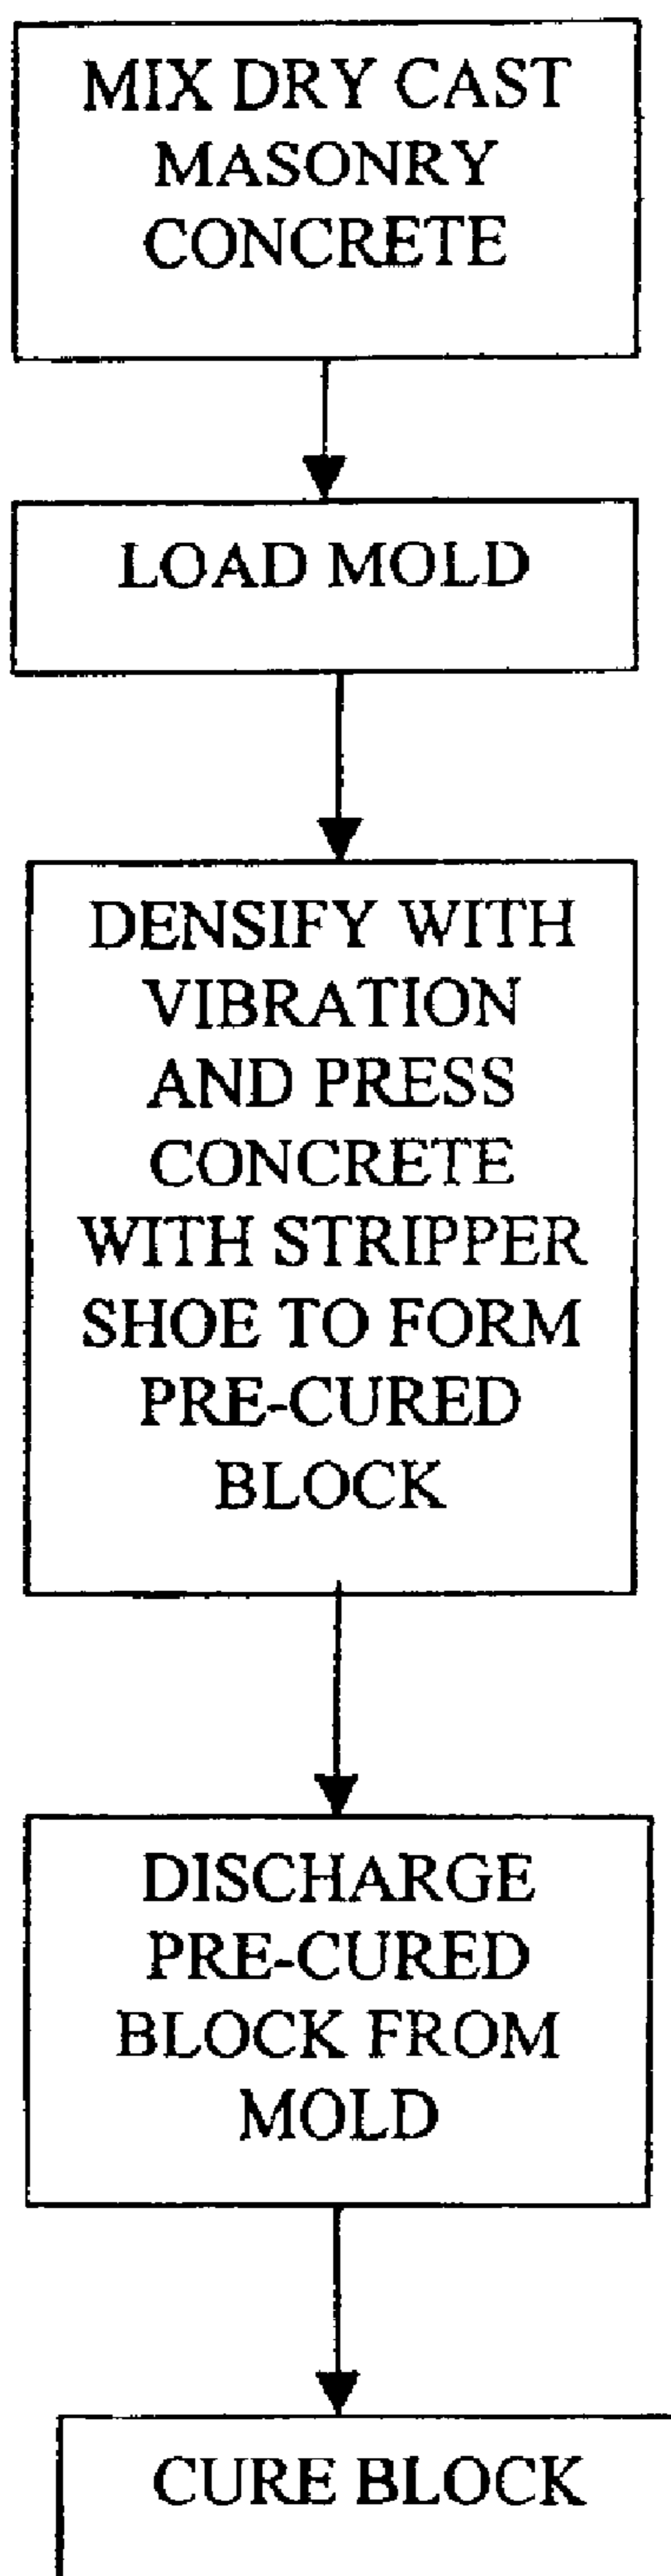 MIX DRY CAST
MASONRY
CONCRETE
LOAD MOLD
DENSIFY WITH
VIBRATION
AND PRESS
CONCRETE
WITH STRIPPER
SHOE TO FORM
PRE-CURED
BLOCK
DISCHARGE
PRE-CURED
BLOCK FROM
MOLD
CURE BLOCK